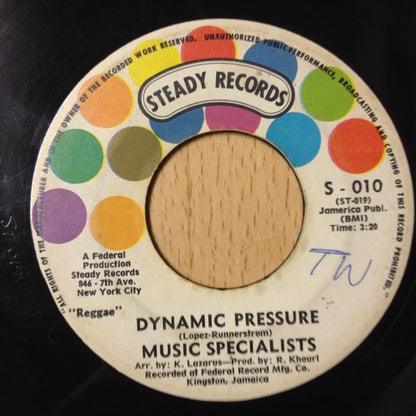 "ALL RIGHTS OF THE MANUFACTURER AND OF THE OWNER OF THE RECORDED WORK RESERVED. UNAUTHORIZED PUBLIC PERFORMANCE, BROADCASTING AND COPYING OF THIS RECORD PROHIBITED."
STEADY RECORDS
S - 010
(ST-019)
Jamerica Publ.
(BMI)
Time: 3:20
A Federal
Production
Steady Records
846 - 7th Ave.
New York City
"Reggae"
TW
DYNAMIC PRESSURE
(Lopez-Runnerstrom)
MUSIC SPECIALISTS
Arr. by: K. Lazarus—Prod. by: R. Khouri
Recorded at Federal Record Mfg. Co.
Kingston, Jamaica